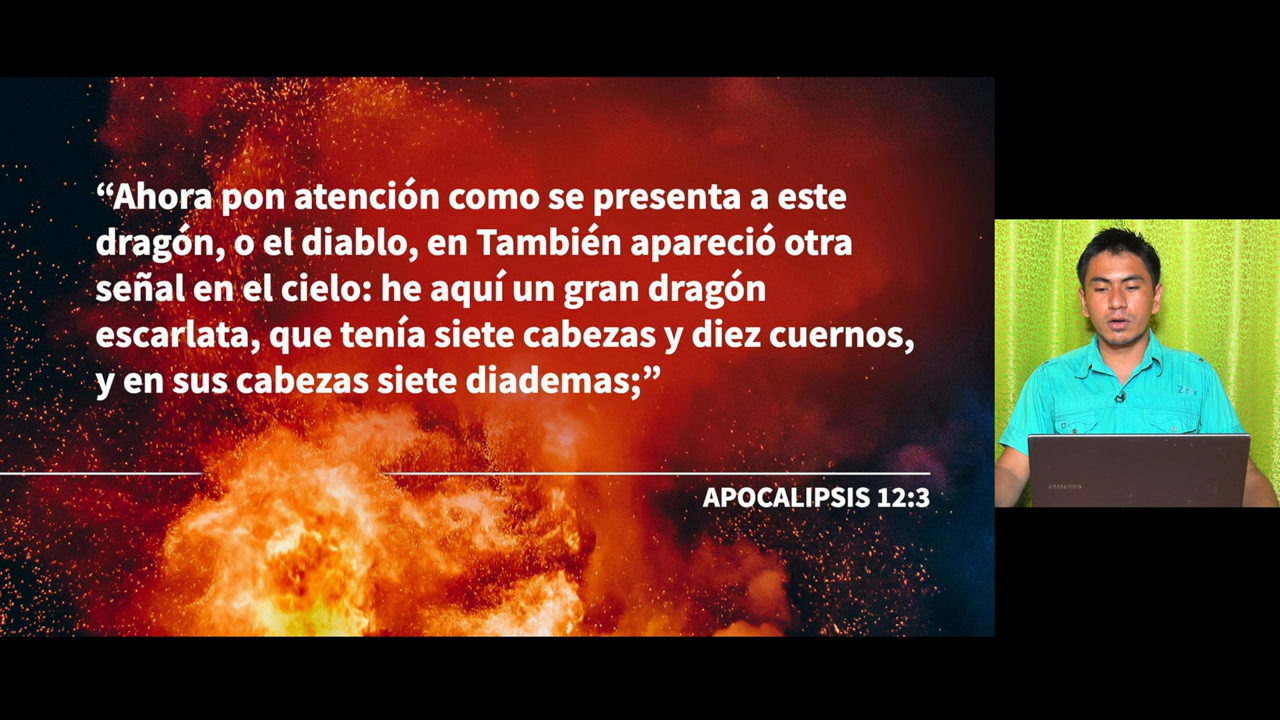 “Ahora pon atención como se presenta a este
dragón, o el diablo, en También apareció otra
señal en el cielo: he aquí un gran dragón
escarlata, que tenía siete cabezas y diez cuernos,
y en sus cabezas siete diademas;”
APOCALIPSIS 12:3
SAMSUNG